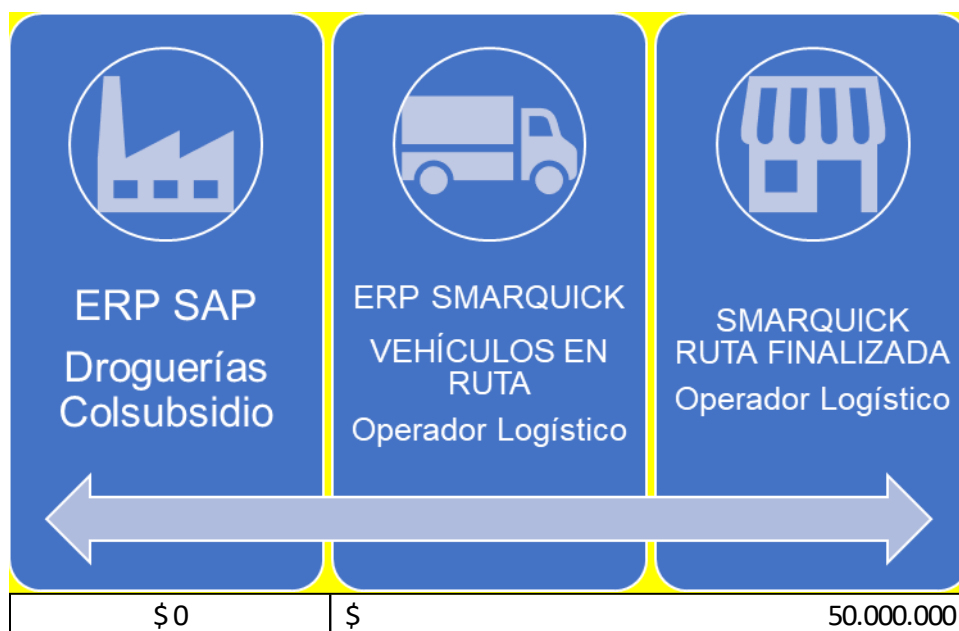 ERP SAP
Droguerías
Colsubsidio
ERP SMARQUICK
VEHÍCULOS EN
RUTA
Operador Logístico
SMARQUICK
RUTA FINALIZADA
Operador Logístico
$ 0
$ 50.000.000